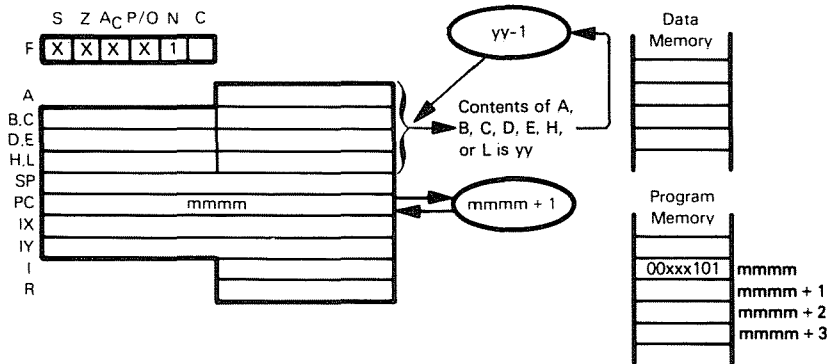 S Z AC P/O N C
F X X X X 1
A
B,C
D,E
H,L
SP
PC mmmm
IX
IY
I
R
yy-1
Contents of A,
B, C, D, E, H,
or L is yy
mmmm + 1
Data
Memory
Program
Memory
00xxx101 mmmm
mmmm + 1
mmmm + 2
mmmm + 3